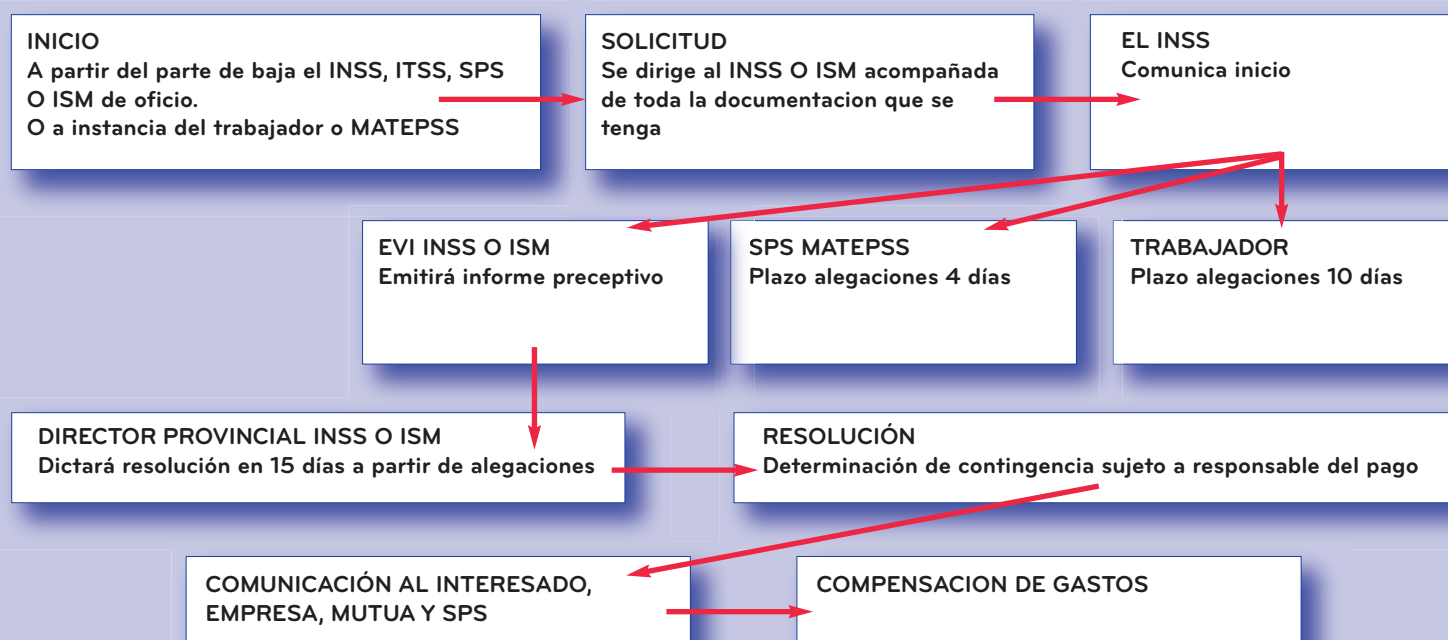 INICIO
A partir del parte de baja el INSS, ITSS, SPS
O ISM de oficio.
O a instancia del trabajador o MATEPSS
SOLICITUD
Se dirige al INSS O ISM acompañada
de toda la documentacion que se
tenga
EL INSS
Comunica inicio
EVI INSS O ISM
Emitirá informe preceptivo
SPS MATEPSS
Plazo alegaciones 4 días
TRABAJADOR
Plazo alegaciones 10 días
DIRECTOR PROVINCIAL INSS O ISM
Dictará resolución en 15 días a partir de alegaciones
RESOLUCIÓN
Determinación de contingencia sujeto a responsable del pago
COMUNICACIÓN AL INTERESADO,
EMPRESA, MUTUA Y SPS
COMPENSACION DE GASTOS